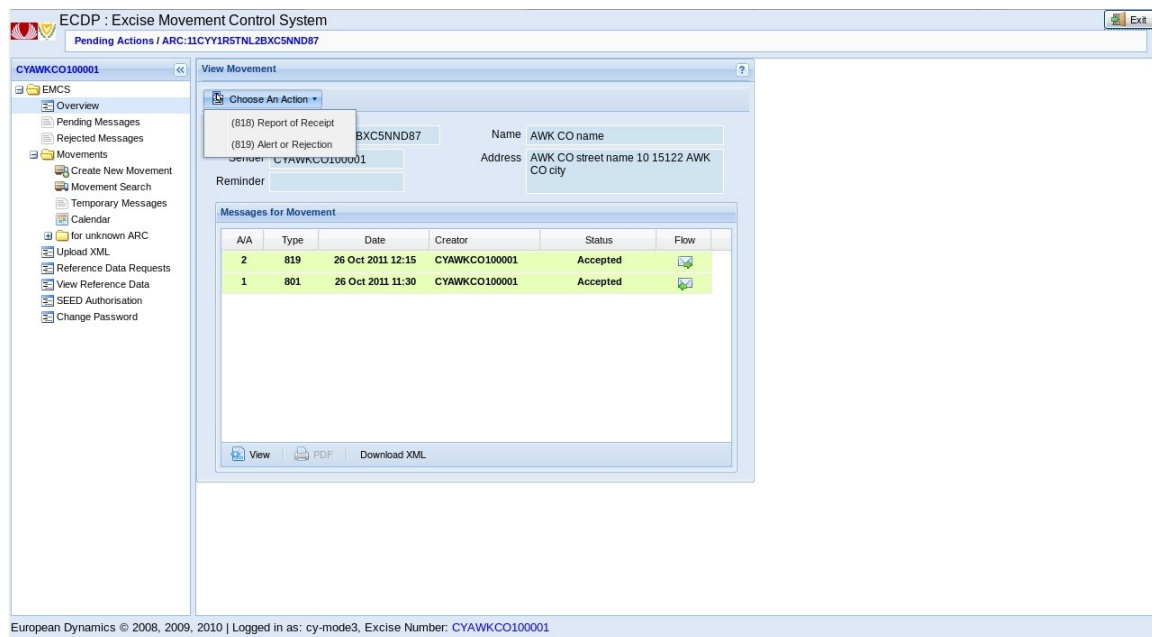 ECDP : Excise Movement Control System
Exit
Pending Actions / ARC:11CYY1R5TNL2BXC5NND87
CYAWKCO100001
EMCS
Overview
Pending Messages
Rejected Messages
Movements
Create New Movement
Movement Search
Temporary Messages
Calendar
for unknown ARC
Upload XML
Reference Data Requests
View Reference Data
SEED Authorisation
Change Password
View Movement ?
Choose An Action
(818) Report of Receipt
(819) Alert or Rejection
BXC5NND87
Name AWK CO name
Sender CYAWKCO100001
Address AWK CO street name 10 15122 AWK
CO city
Reminder
Messages for Movement
A/A Type Date Creator Status Flow
2 819 26 Oct 2011 12:15 CYAWKCO100001 Accepted
1 801 26 Oct 2011 11:30 CYAWKCO100001 Accepted
View PDF Download XML
European Dynamics © 2008, 2009, 2010 | Logged in as: cy-mode3, Excise Number: CYAWKCO100001